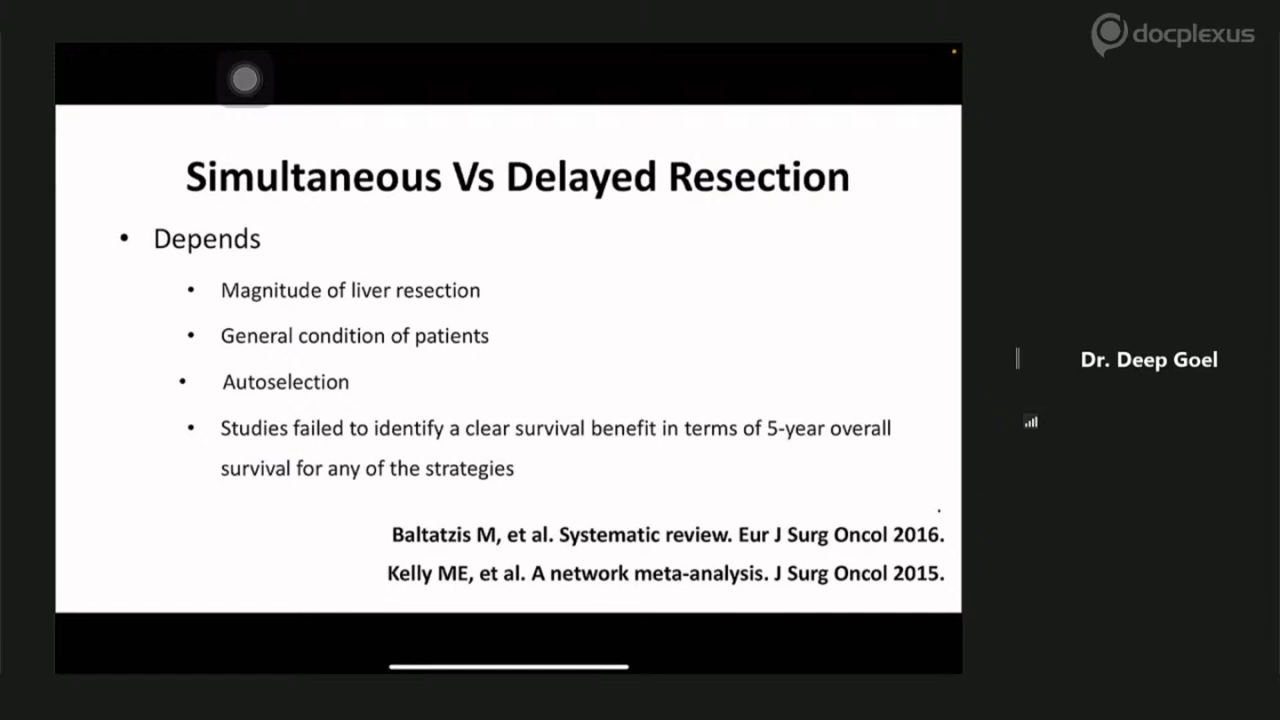 docplexus
Simultaneous Vs Delayed Resection
• Depends
• Magnitude of liver resection
• General condition of patients
• Autoselection
• Studies failed to identify a clear survival benefit in terms of 5-year overall
survival for any of the strategies
.
Baltatzis M, et al. Systematic review. Eur J Surg Oncol 2016.
Kelly ME, et al. A network meta-analysis. J Surg Oncol 2015.
Dr. Deep Goel